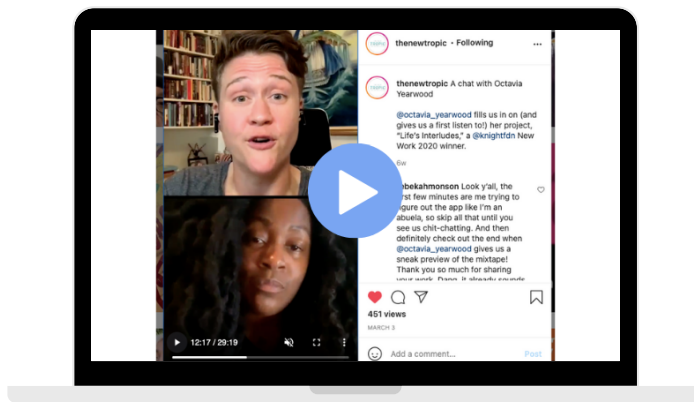 thenewtropic • Following
thenewtropic A chat with Octavia
Yearwood
@octavia_yearwood fills us in on (and
gives us a first listen to!) her project,
"Life's Interludes," a @knightfdn New
Work 2020 winner.
6w
ebekahmonson Look y'all, the
rst few minutes are me trying to
igure out the app like I'm an
abuela, so skip all that until you
see us chit-chatting. And then
definitely check out the end when
@octavia_yearwood gives us a
sneak preview of the mixtape!
Thank you so much for sharing
your work. Dang, it already sounds
451 views
MARCH 3
12:17 / 29:19
Add a comment...
Post